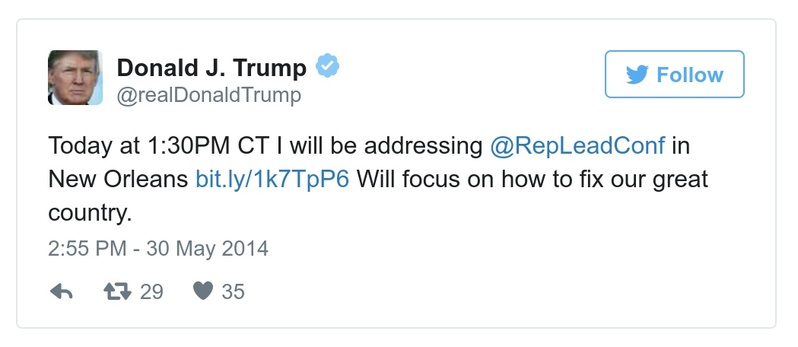 Donald J. Trump
Follow
@realDonaldTrump
Today at 1:30PM CT I will be addressing @RepLeadConf in
New Orleans bit.ly/1k7TpP6 Will focus on how to fix our great
country.
2:55 PM - 30 May 2014
29 35